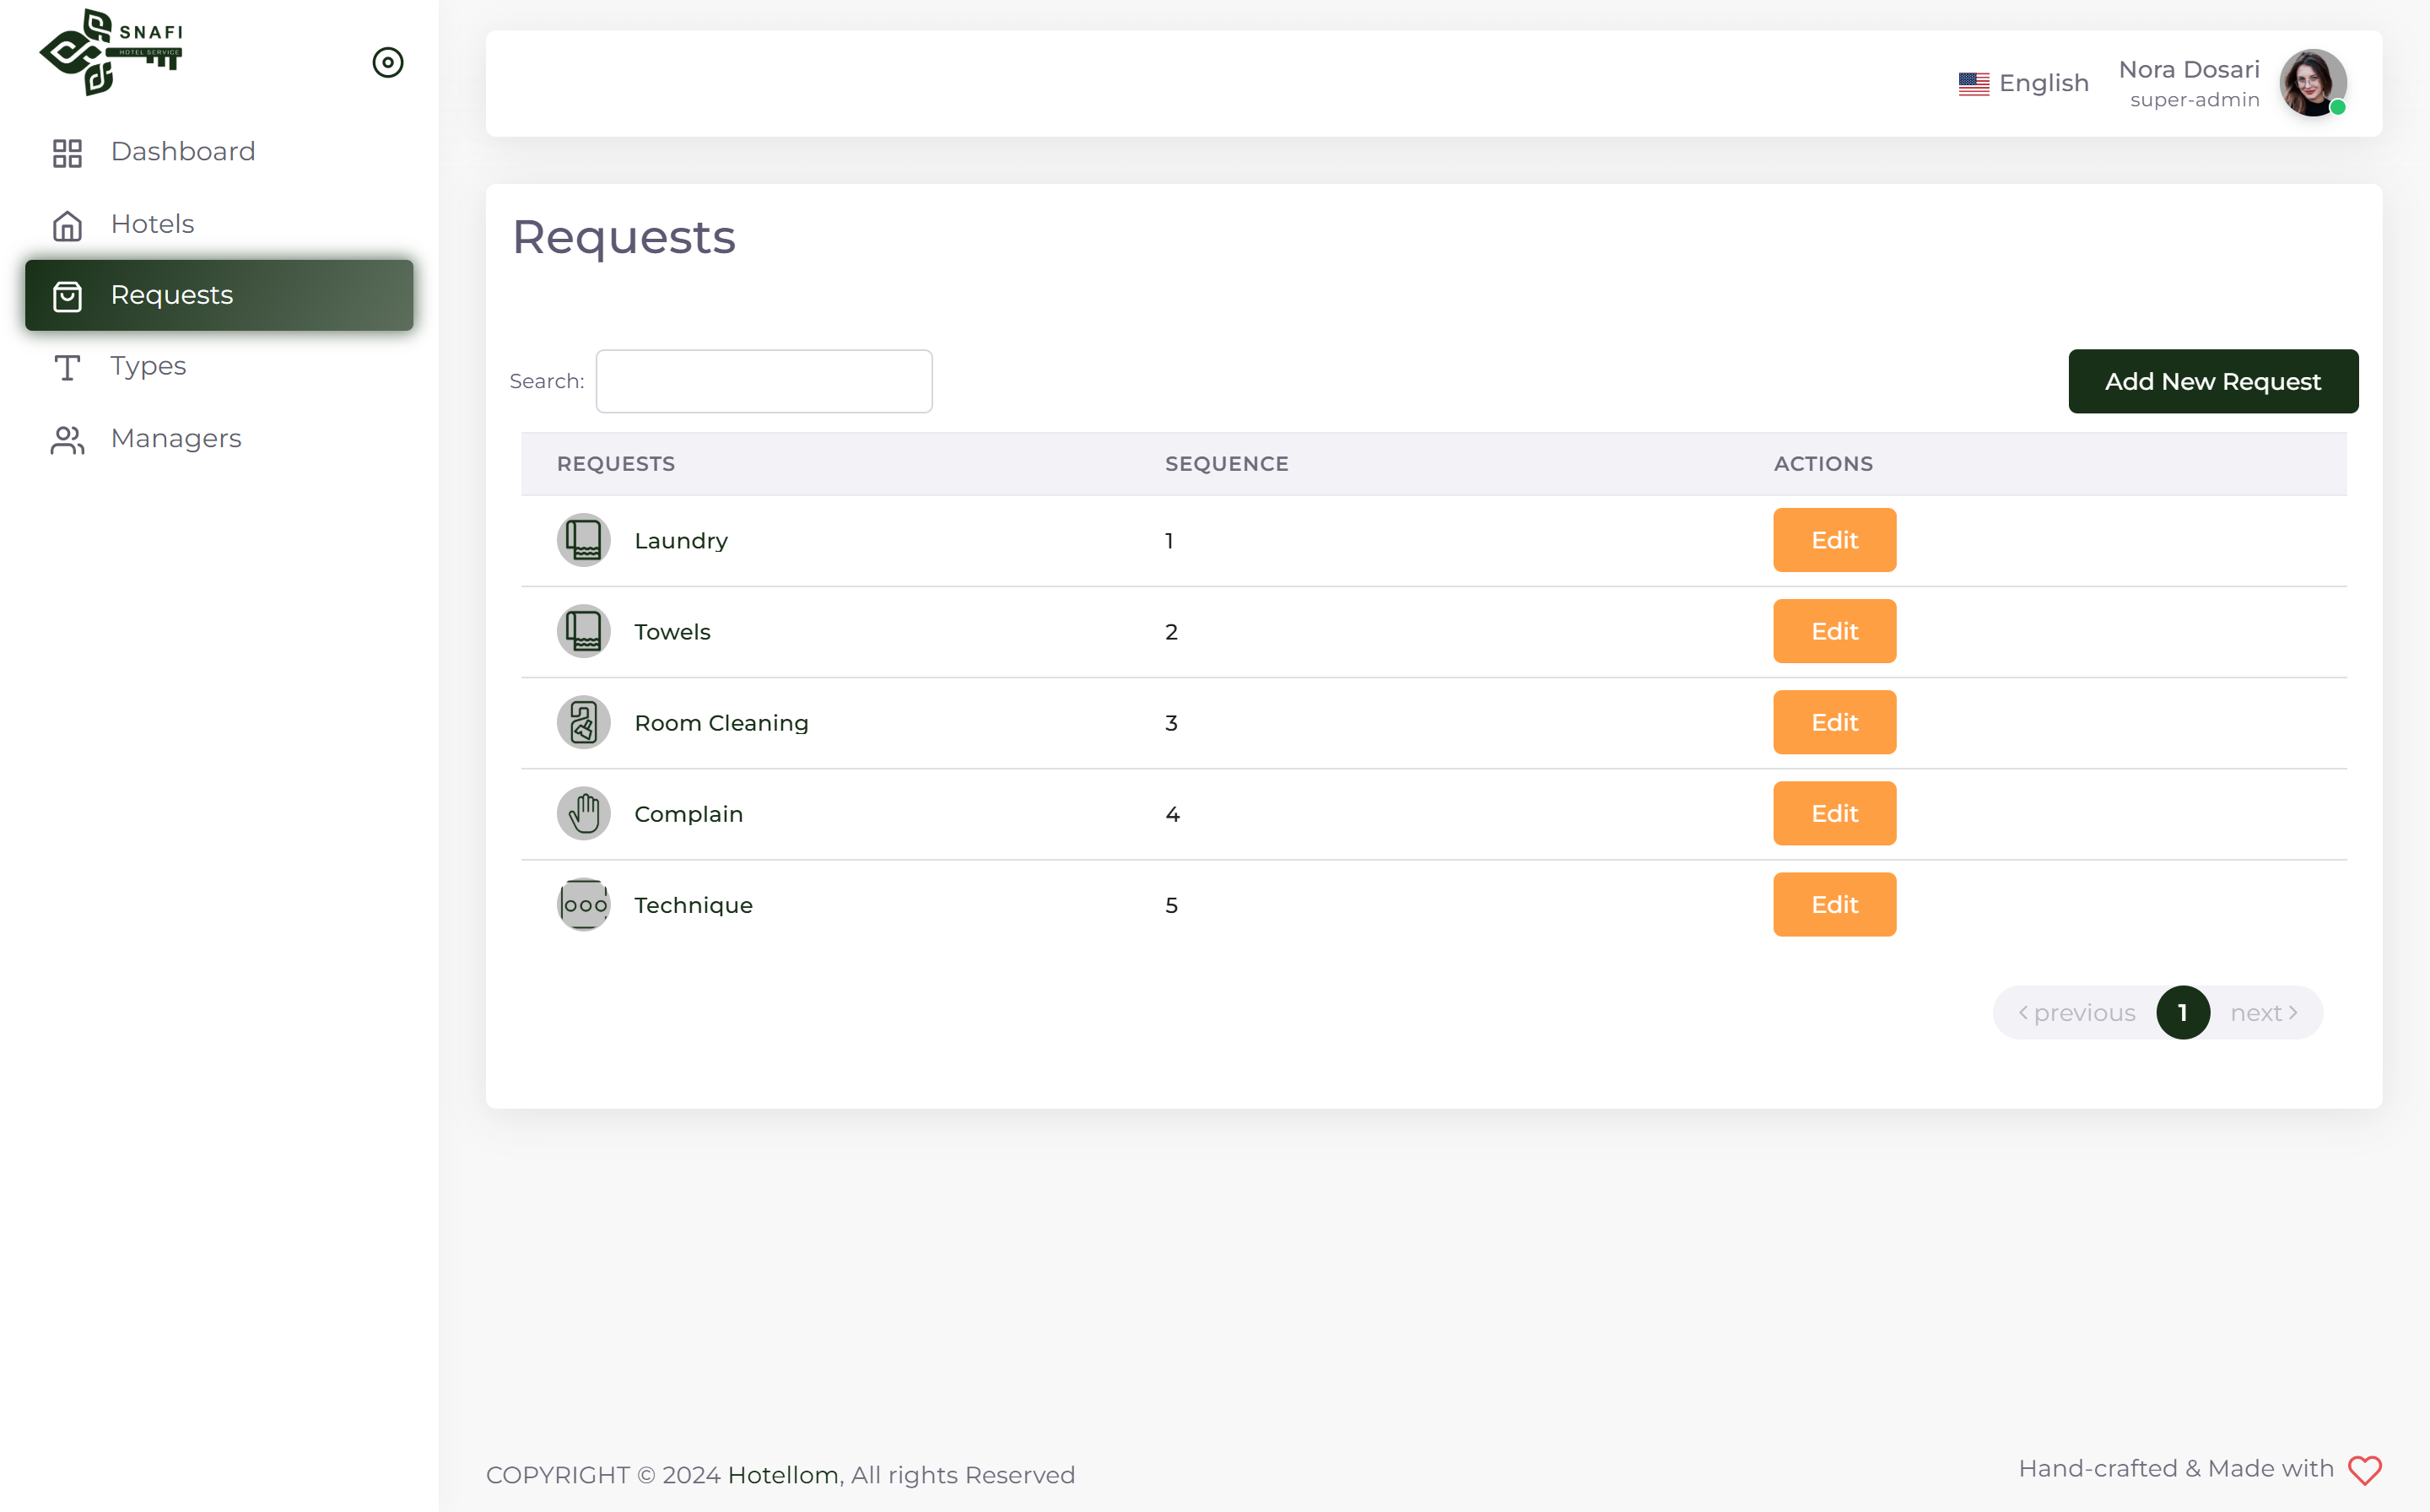 SNAFI
HOTEL SERVICE
Dashboard
Hotels
Requests
Types
Managers
English
Nora Dosari
super-admin
Requests
Search:
Add New Request
REQUESTS SEQUENCE ACTIONS
Laundry 1 Edit
Towels 2 Edit
Room Cleaning 3 Edit
Complain 4 Edit
Technique 5 Edit
previous 1 next
COPYRIGHT © 2024 Hotellom, All rights Reserved
Hand-crafted & Made with